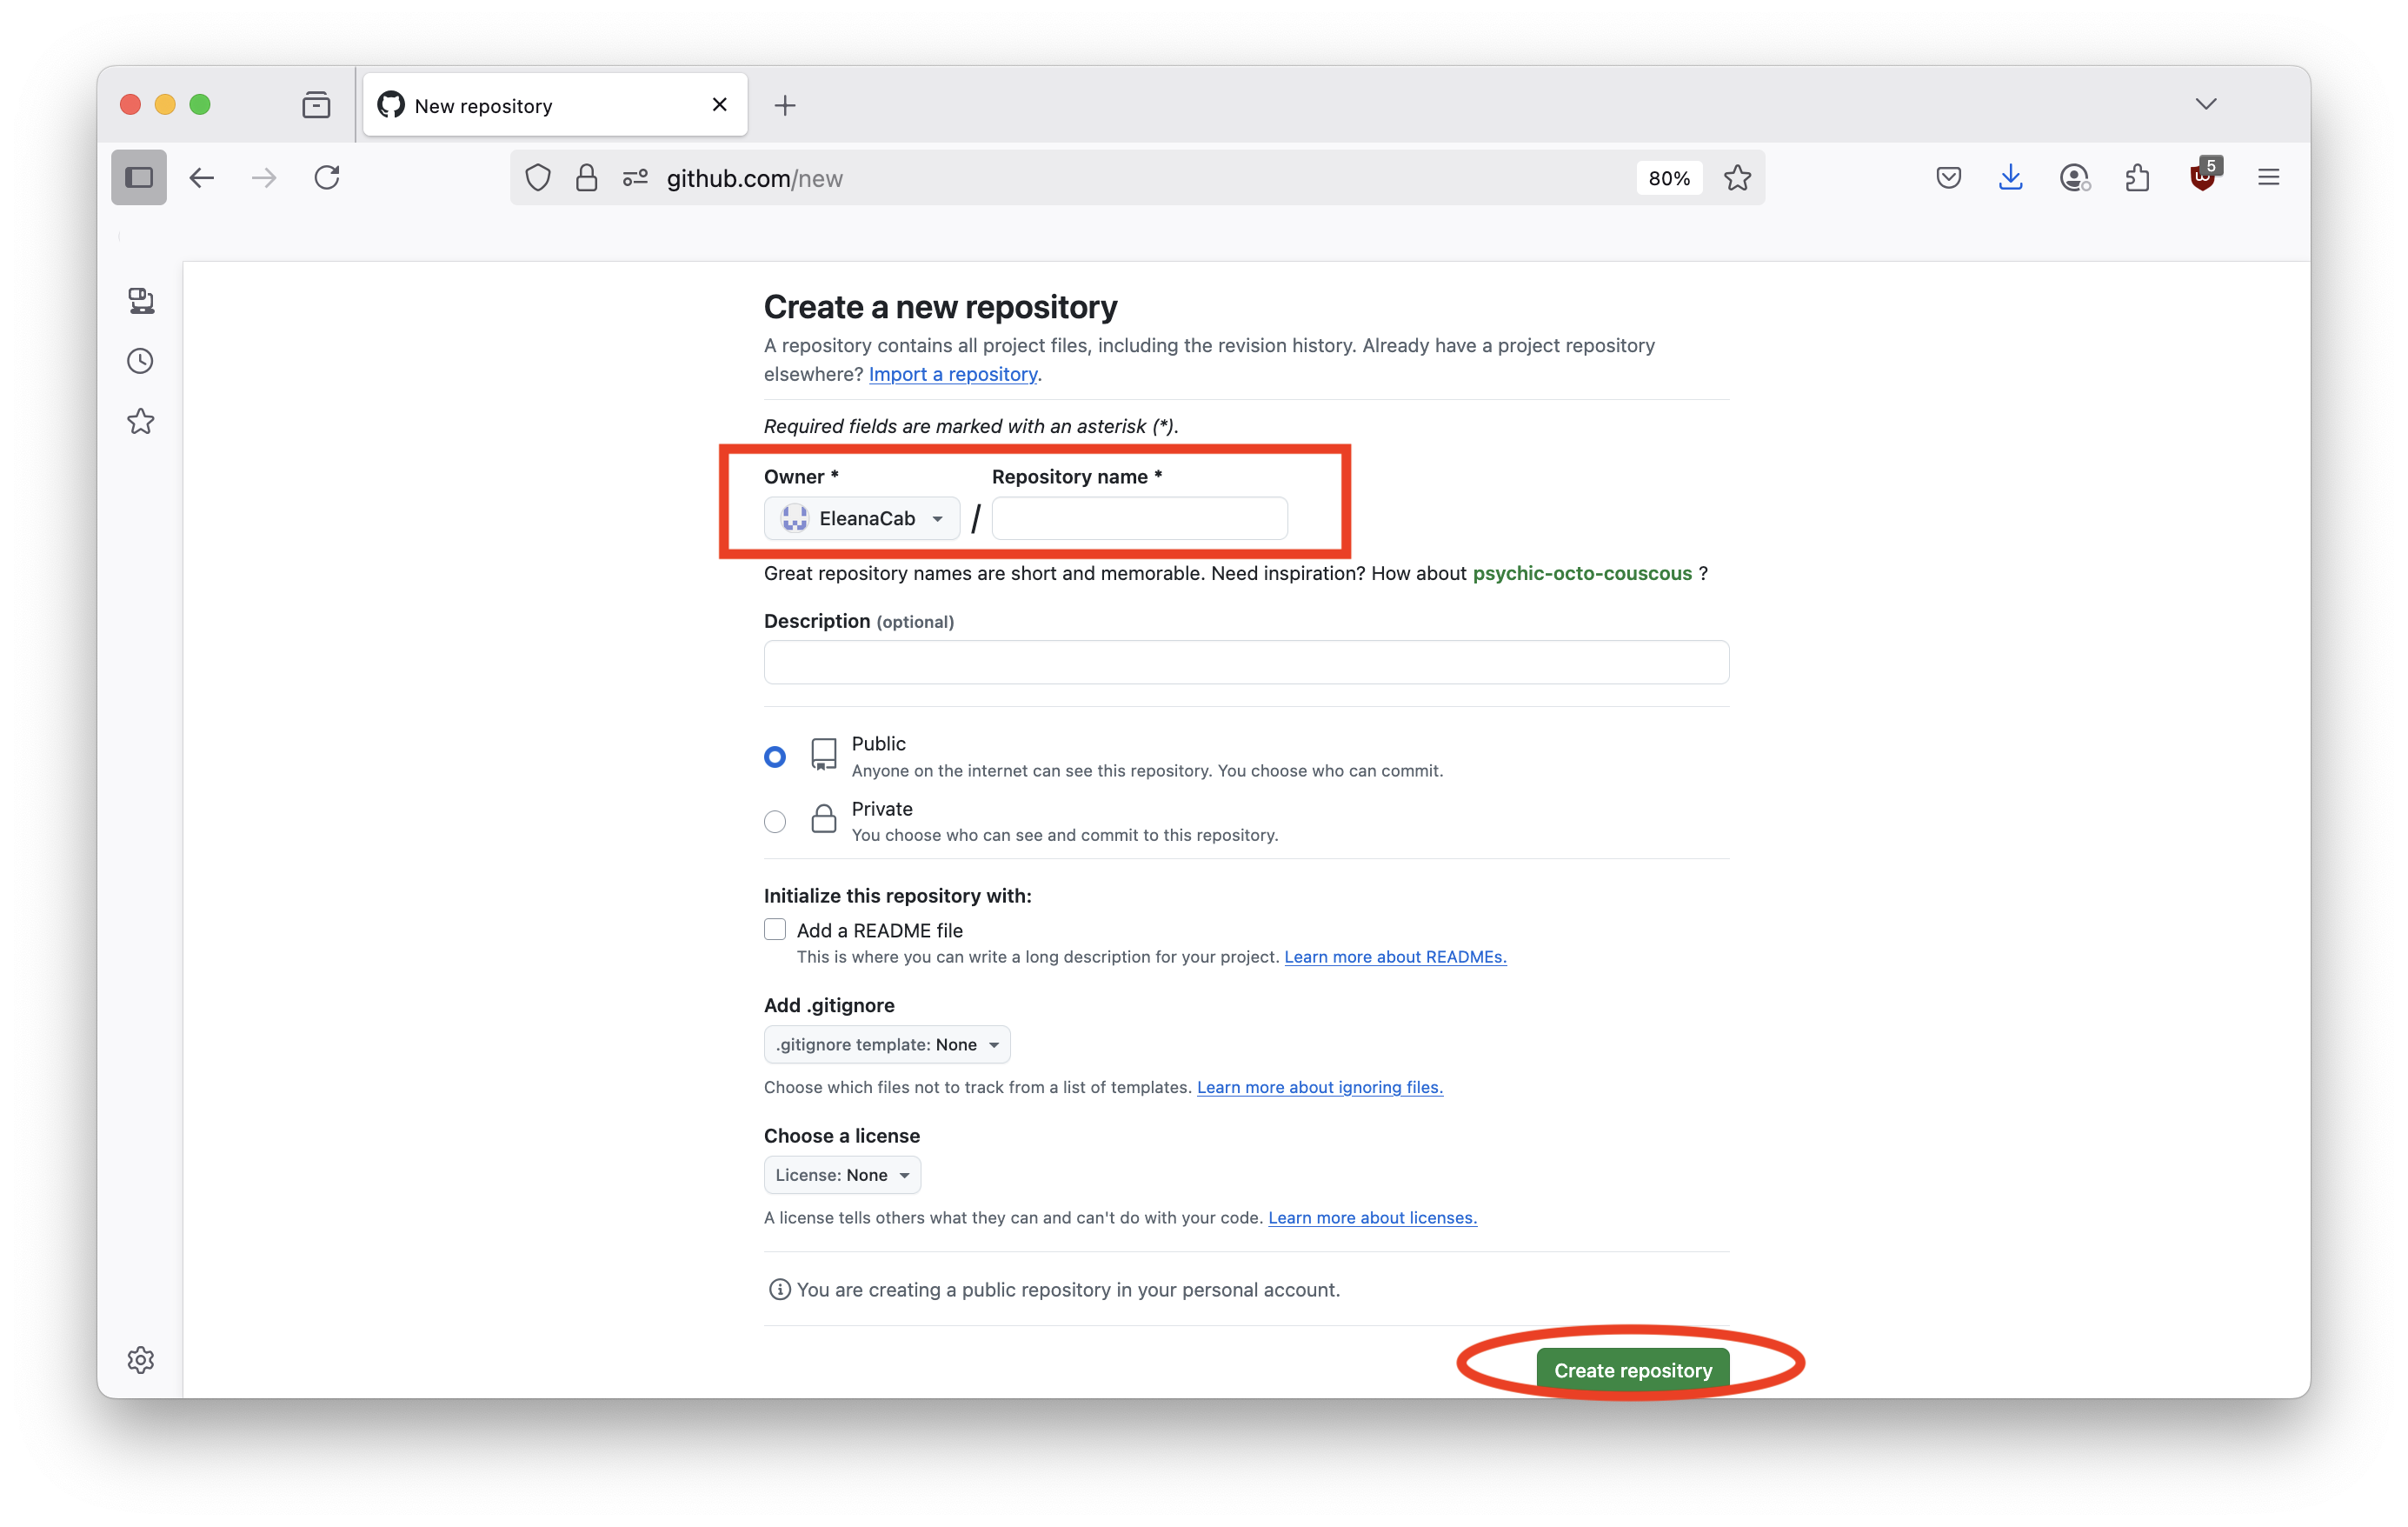 New repository
github.com/new
80%
5
Create a new repository
A repository contains all project files, including the revision history. Already have a project repository
elsewhere? Import a repository.
Required fields are marked with an asterisk (*).
Owner * Repository name *
EleanaCab /
Great repository names are short and memorable. Need inspiration? How about psychic-octo-couscous ?
Description (optional)
Public
Anyone on the internet can see this repository. You choose who can commit.
Private
You choose who can see and commit to this repository.
Initialize this repository with:
Add a README file
This is where you can write a long description for your project. Learn more about READMEs.
Add .gitignore
.gitignore template: None
Choose which files not to track from a list of templates. Learn more about ignoring files.
Choose a license
License: None
A license tells others what they can and can't do with your code. Learn more about licenses.
You are creating a public repository in your personal account.
Create repository